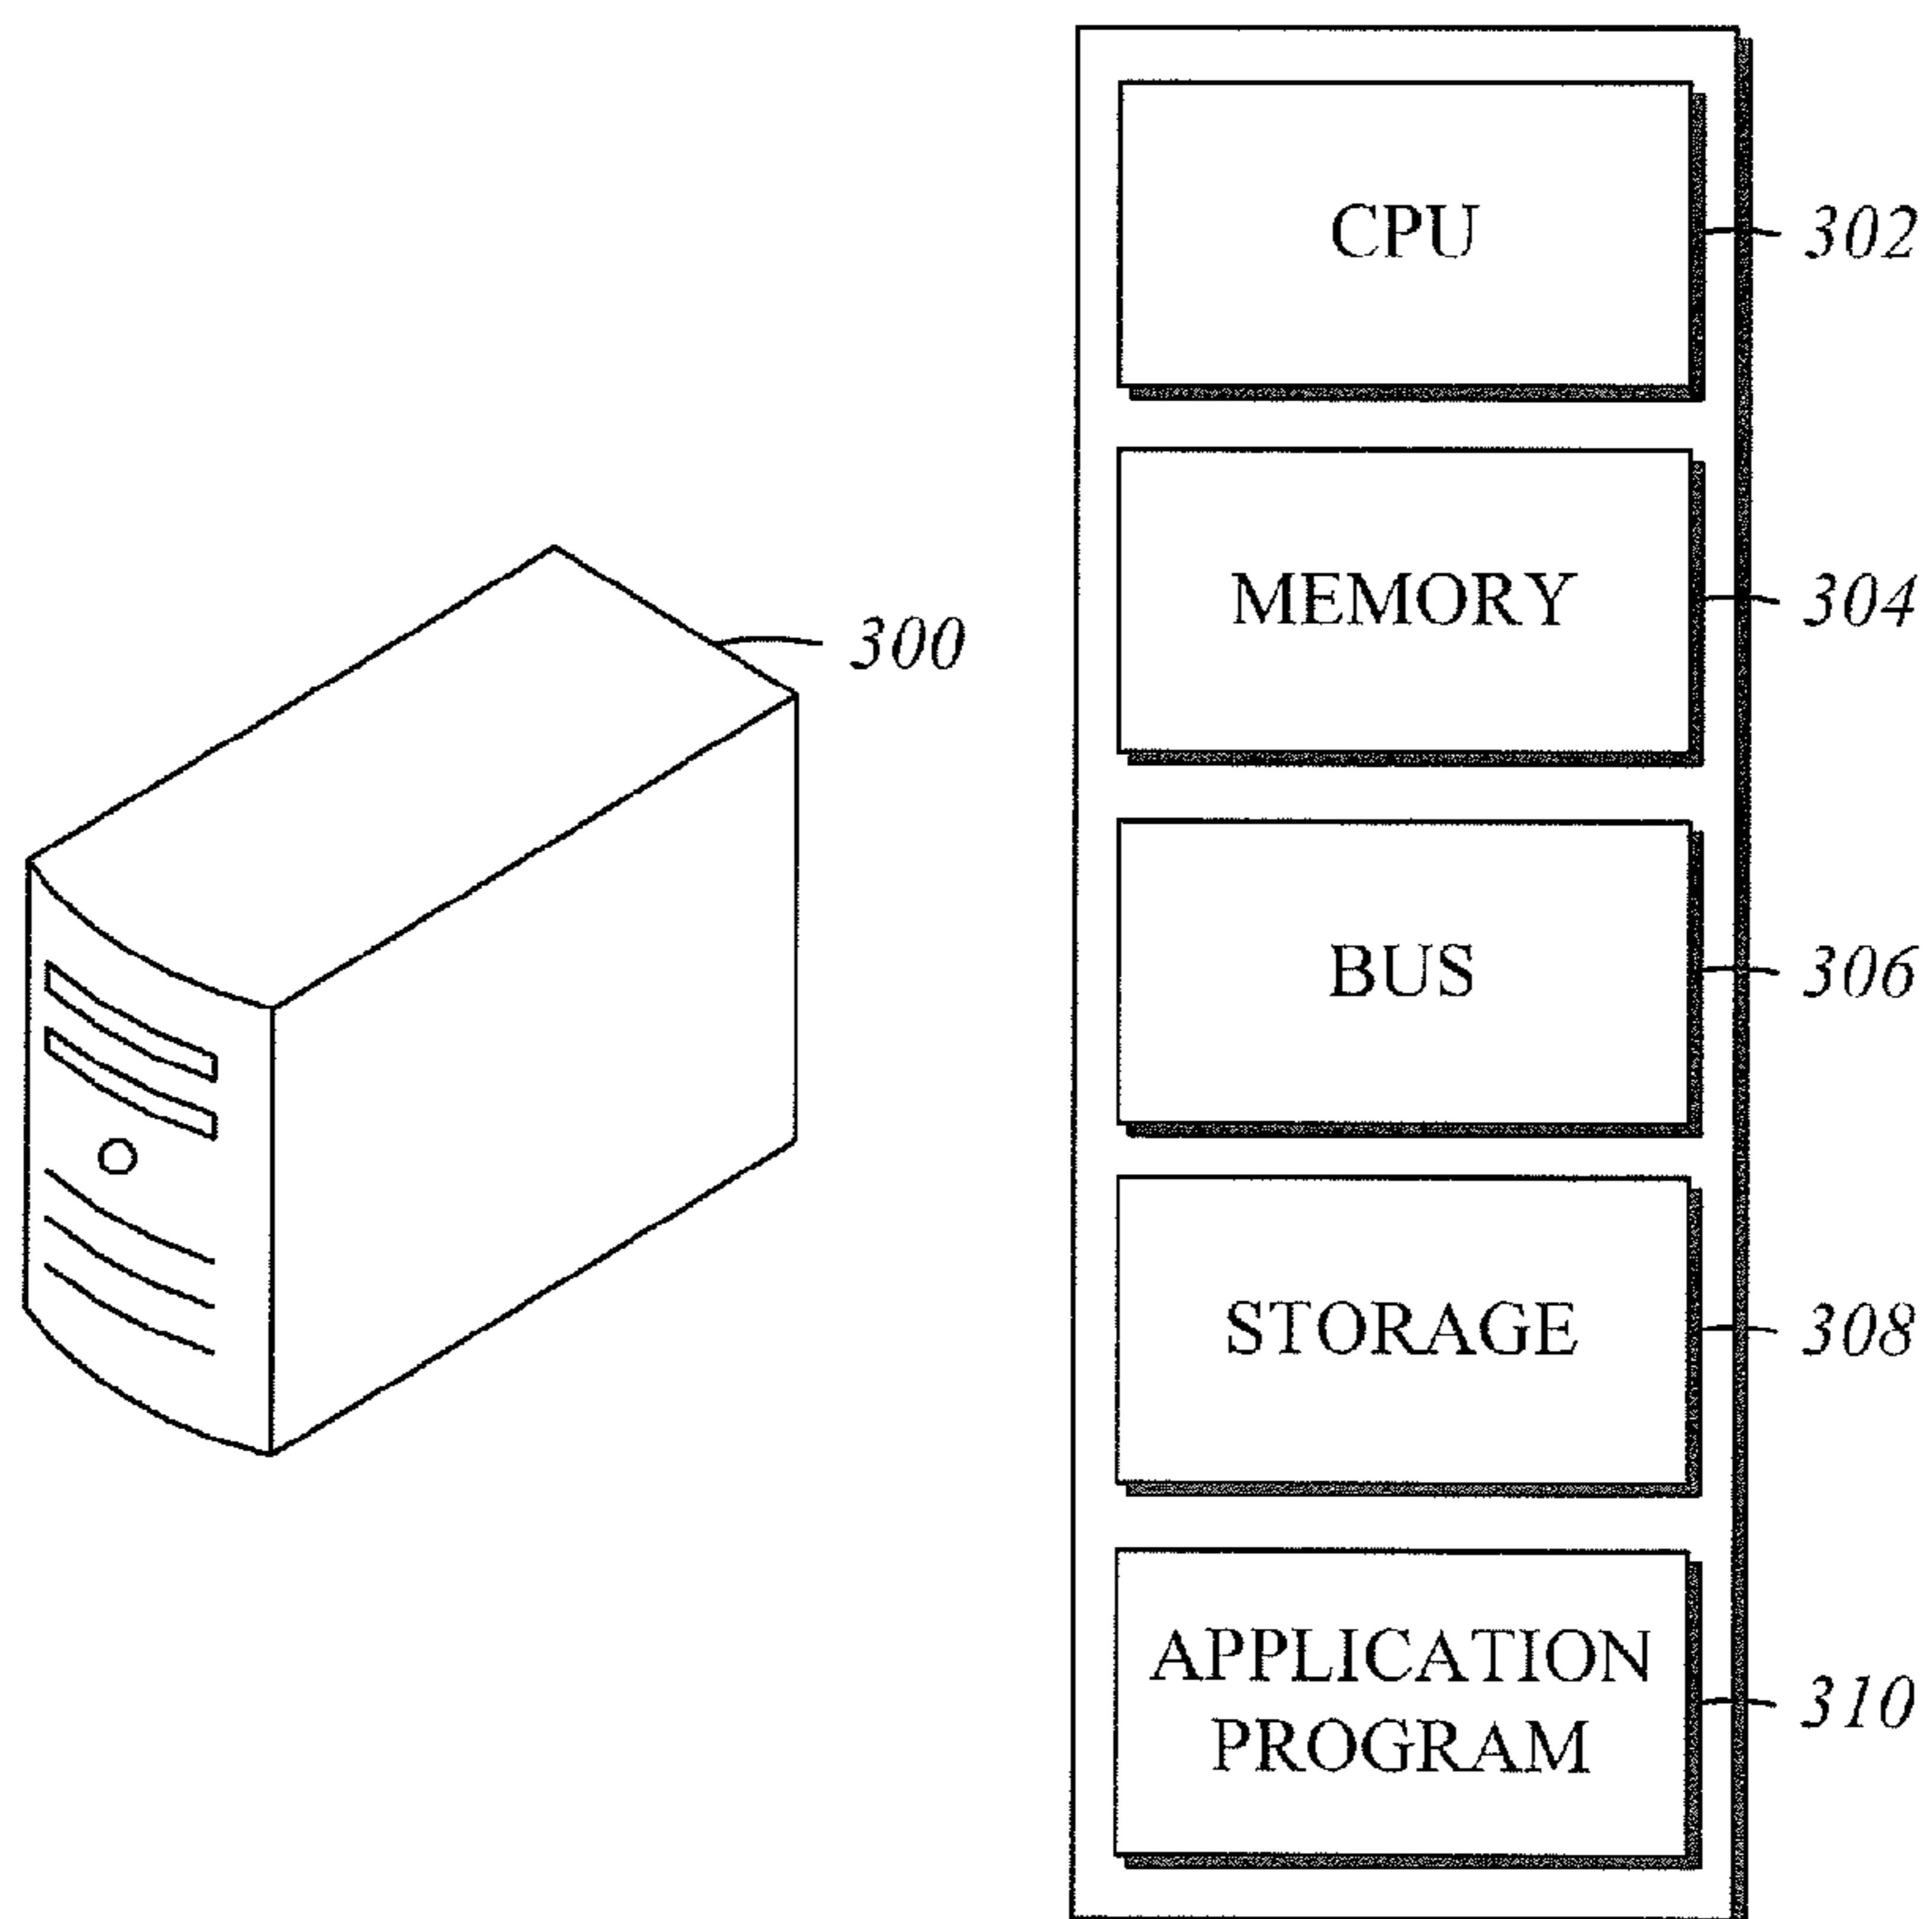 CPU
302
MEMORY
304
300
BUS
306
STORAGE
308
APPLICATION
PROGRAM
310